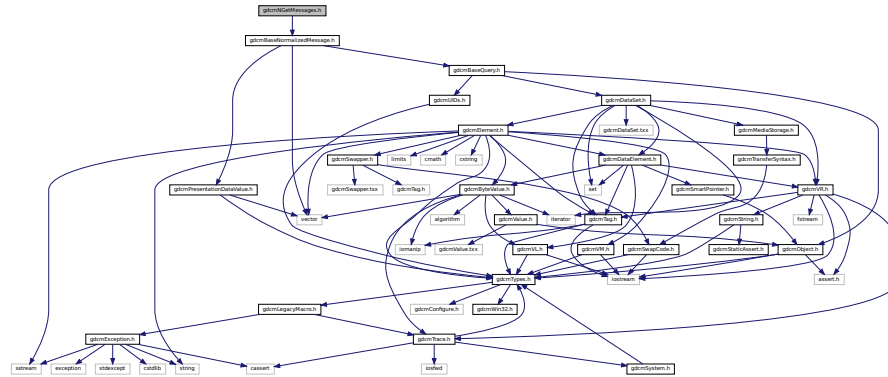 gdcmNGetMessages.h
gdcmBaseNormalizedMessage.h
gdcmBaseQuery.h
gdcmUIDs.h
gdcmDataSet.h
gdcmElement.h
gdcmDataSet.txx
gdcmMediaStorage.h
gdcmSwapper.h
limits
cmath
cstring
gdcmDataElement.h
gdcmTransferSyntax.h
gdcmPresentationDataValue.h
gdcmSwapper.txx
gdcmTag.h
gdcmByteValue.h
set
gdcmSmartPointer.h
gdcmVR.h
vector
algorithm
gdcmValue.h
iterator
gdcmTag.h
gdcmString.h
fstream
iomanip
gdcmValue.txx
gdcmVL.h
gdcmVM.h
gdcmSwapCode.h
gdcmStaticAssert.h
gdcmObject.h
gdcmTypes.h
iostream
assert.h
gdcmLegacyMacro.h
gdcmConfigure.h
gdcmWin32.h
gdcmException.h
gdcmTrace.h
sstream
exception
stdexcept
cstdlib
string
cassert
iosfwd
gdcmSystem.h